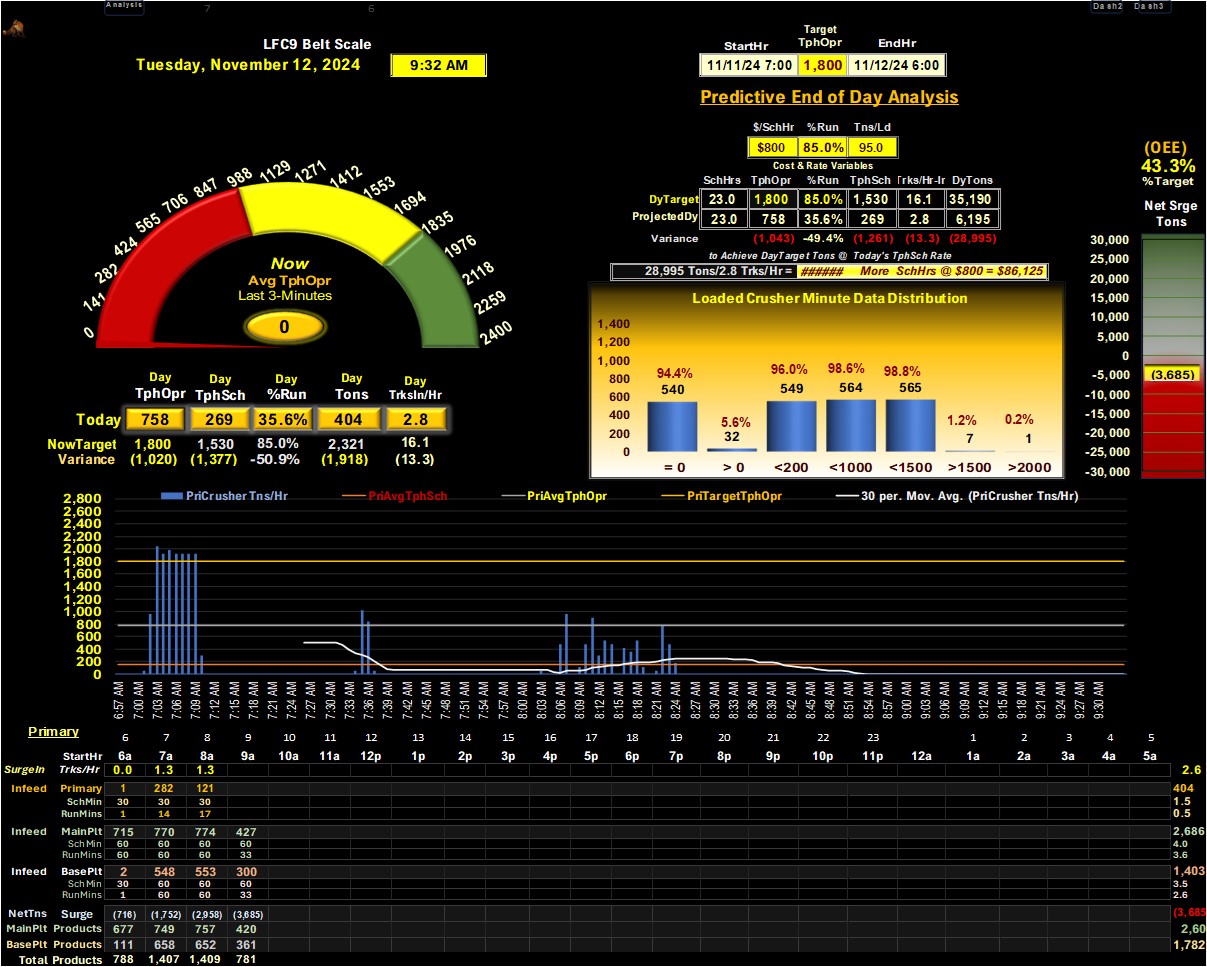 Analysis
7
6
Dash2
Dash3
LFC9 Belt Scale
Tuesday, November 12, 2024
9:32 AM
StartHr
Target
TphOpr
EndHr
11/11/24 7:00 1,800 11/12/24 6:00
Predictive End of Day Analysis
$/SchHr %Run Tns/Ld
$800 85.0% 95.0
Cost & Rate Variables
SchHrs TphOpr %Run TphSch Trks/Hr-Ir DyTons
DyTarget 23.0 1,800 85.0% 1,530 16.1 35,190
ProjectedDy 23.0 758 35.6% 269 2.8 6,195
Variance (1,043) -49.4% (1,261) (13.3) (28,995)
to Achieve DayTarget Tons @ Today's TphSch Rate
28,995 Tons/2.8 Trks/Hr = ###### More SchHrs @ $800 = $86,125
(OEE)
43.3%
%Target
Net Srge
Tons
30,000
25,000
20,000
15,000
10,000
5,000
0
-5,000
-10,000
-15,000
-20,000
-25,000
-30,000
(3,685)
0
141
282
424
565
706
847
988
1129
1271
1412
1553
1694
1835
1976
2118
2259
2400
Now
Avg TphOpr
Last 3-Minutes
0
Loaded Crusher Minute Data Distribution
1,400
1,200
1,000
800
600
400
200
0
94.4%
540
5.6%
32
96.0%
549
98.6%
564
98.8%
565
1.2%
7
0.2%
1
= 0 > 0 <200 <1000 <1500 >1500 >2000
Day Day Day Day Day
TphOpr TphSch %Run Tons TrksIn/Hr
Today 758 269 35.6% 404 2.8
NowTarget 1,800 1,530 85.0% 2,321 16.1
Variance (1,020) (1,377) -50.9% (1,918) (13.3)
PriCrusher Tns/Hr PriAvgTphSch PriAvgTphOpr PriTargetTphOpr 30 per. Mov. Avg. (PriCrusher Tns/Hr)
2,800
2,600
2,400
2,200
2,000
1,800
1,600
1,400
1,200
1,000
800
600
400
200
0
6:57 AM 7:00 AM 7:03 AM 7:06 AM 7:09 AM 7:12 AM 7:15 AM 7:18 AM 7:21 AM 7:24 AM 7:27 AM 7:30 AM 7:33 AM 7:36 AM 7:39 AM 7:42 AM 7:45 AM 7:48 AM 7:51 AM 7:54 AM 7:57 AM 8:00 AM 8:03 AM 8:06 AM 8:09 AM 8:12 AM 8:15 AM 8:18 AM 8:21 AM 8:24 AM 8:27 AM 8:30 AM 8:33 AM 8:36 AM 8:39 AM 8:42 AM 8:45 AM 8:48 AM 8:51 AM 8:54 AM 8:57 AM 9:00 AM 9:03 AM 9:06 AM 9:09 AM 9:12 AM 9:15 AM 9:18 AM 9:21 AM 9:24 AM 9:27 AM 9:30 AM
Primary
6 7 8 9 10 11 12 13 14 15 16 17 18 19 20 21 22 23 1 2 3 4 5
StartHr 6a 7a 8a 9a 10a 11a 12p 1p 2p 3p 4p 5p 6p 7p 8p 9p 10p 11p 12a 1a 2a 3a 4a 5a
SurgeIn Trks/Hr 0.0 1.3 1.3 2.6
Infeed Primary 1 282 121 404
SchMin 30 30 30 1.5
RunMins 1 14 17 0.5
Infeed MainPlt 715 770 774 427 2,686
SchMin 60 60 60 60 4.0
RunMins 60 60 60 33 3.6
Infeed BasePlt 2 548 553 300 1,403
SchMin 30 60 60 60 3.5
RunMins 1 60 60 33 2.6
NetTns Surge (716) (1,752) (2,958) (3,685) (3,685
MainPlt Products 677 749 757 420 2,60
BasePlt Products 111 658 652 361 1,782
Total Products 788 1,407 1,409 781